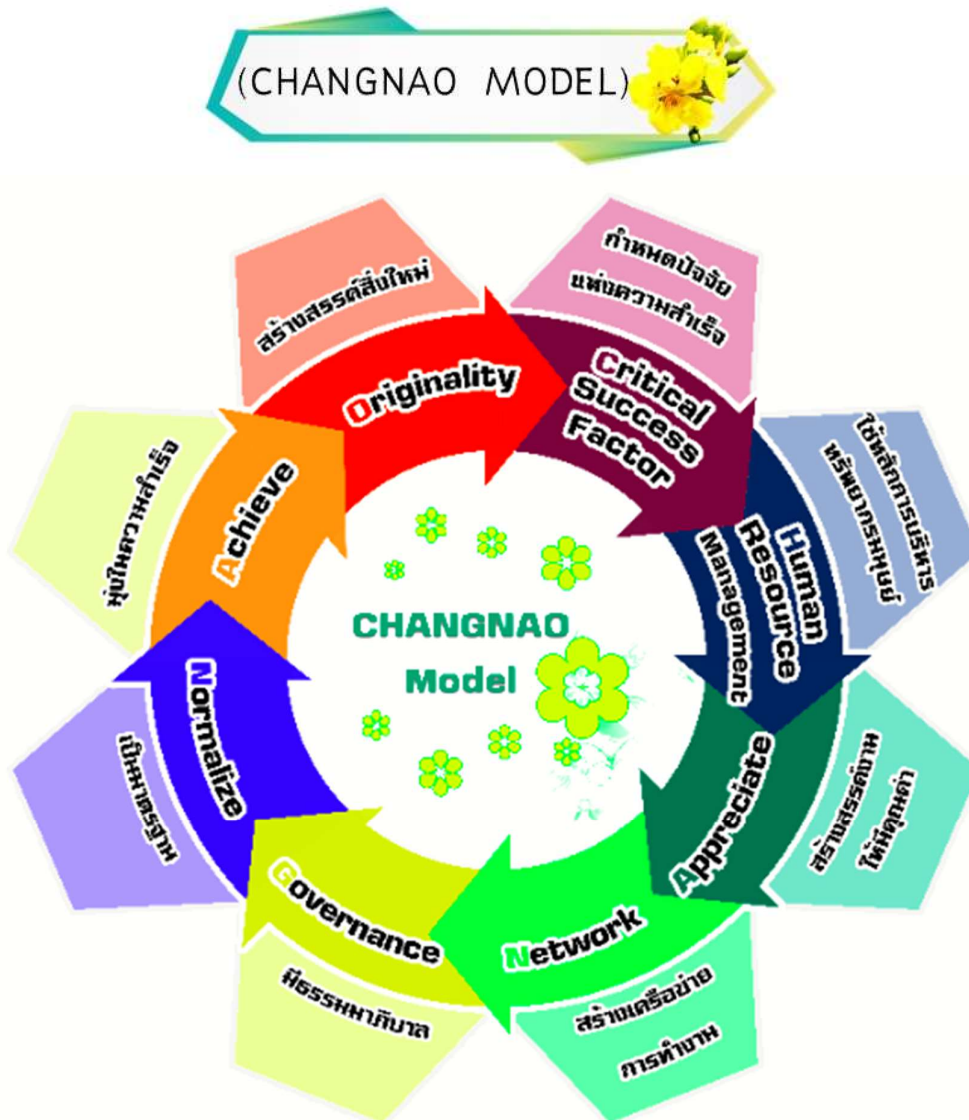 (CHANGNAO MODEL)
กำหนดปัจจัย
แห่งความสำเร็จ
Critical
Success
Factor
ใช้หลักการบริหาร
ทรัพยากรมนุษย์
Human
Resource
Management
สร้างสรรค์งาน
ให้มีคุณค่า
Appreciate
สร้างเครือข่าย
การทำงาน
Network
มีธรรมมาภิบาล
Governance
เป็นมาตรฐาน
Normalize
มุ่งในความสำเร็จ
Achieve
สร้างสรรค์สิ่งใหม่
Originality
CHANGNAO
Model